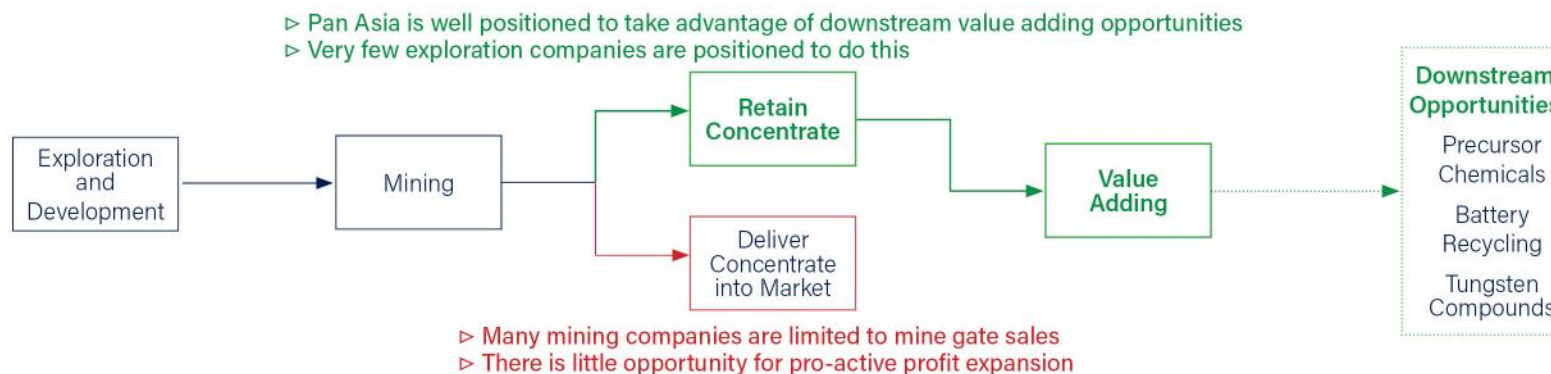 ▹ Pan Asia is well positioned to take advantage of downstream value adding opportunities
▹ Very few exploration companies are positioned to do this
Exploration
and
Development
Mining
Retain
Concentrate
Deliver
Concentrate
into Market
Value
Adding
Downstream
Opportunities
Precursor
Chemicals
Battery
Recycling
Tungsten
Compounds
▹ Many mining companies are limited to mine gate sales
▹ There is little opportunity for pro-active profit expansion